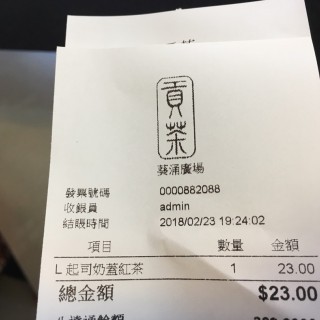 貢茶
葵涌廣場
發票號碼 0000882088
收銀員 admin
結賬時間 2018/02/23 19:24:02
項目 數量 金額
L 起司奶蓋紅茶 1 23.00
總金額 $23.00